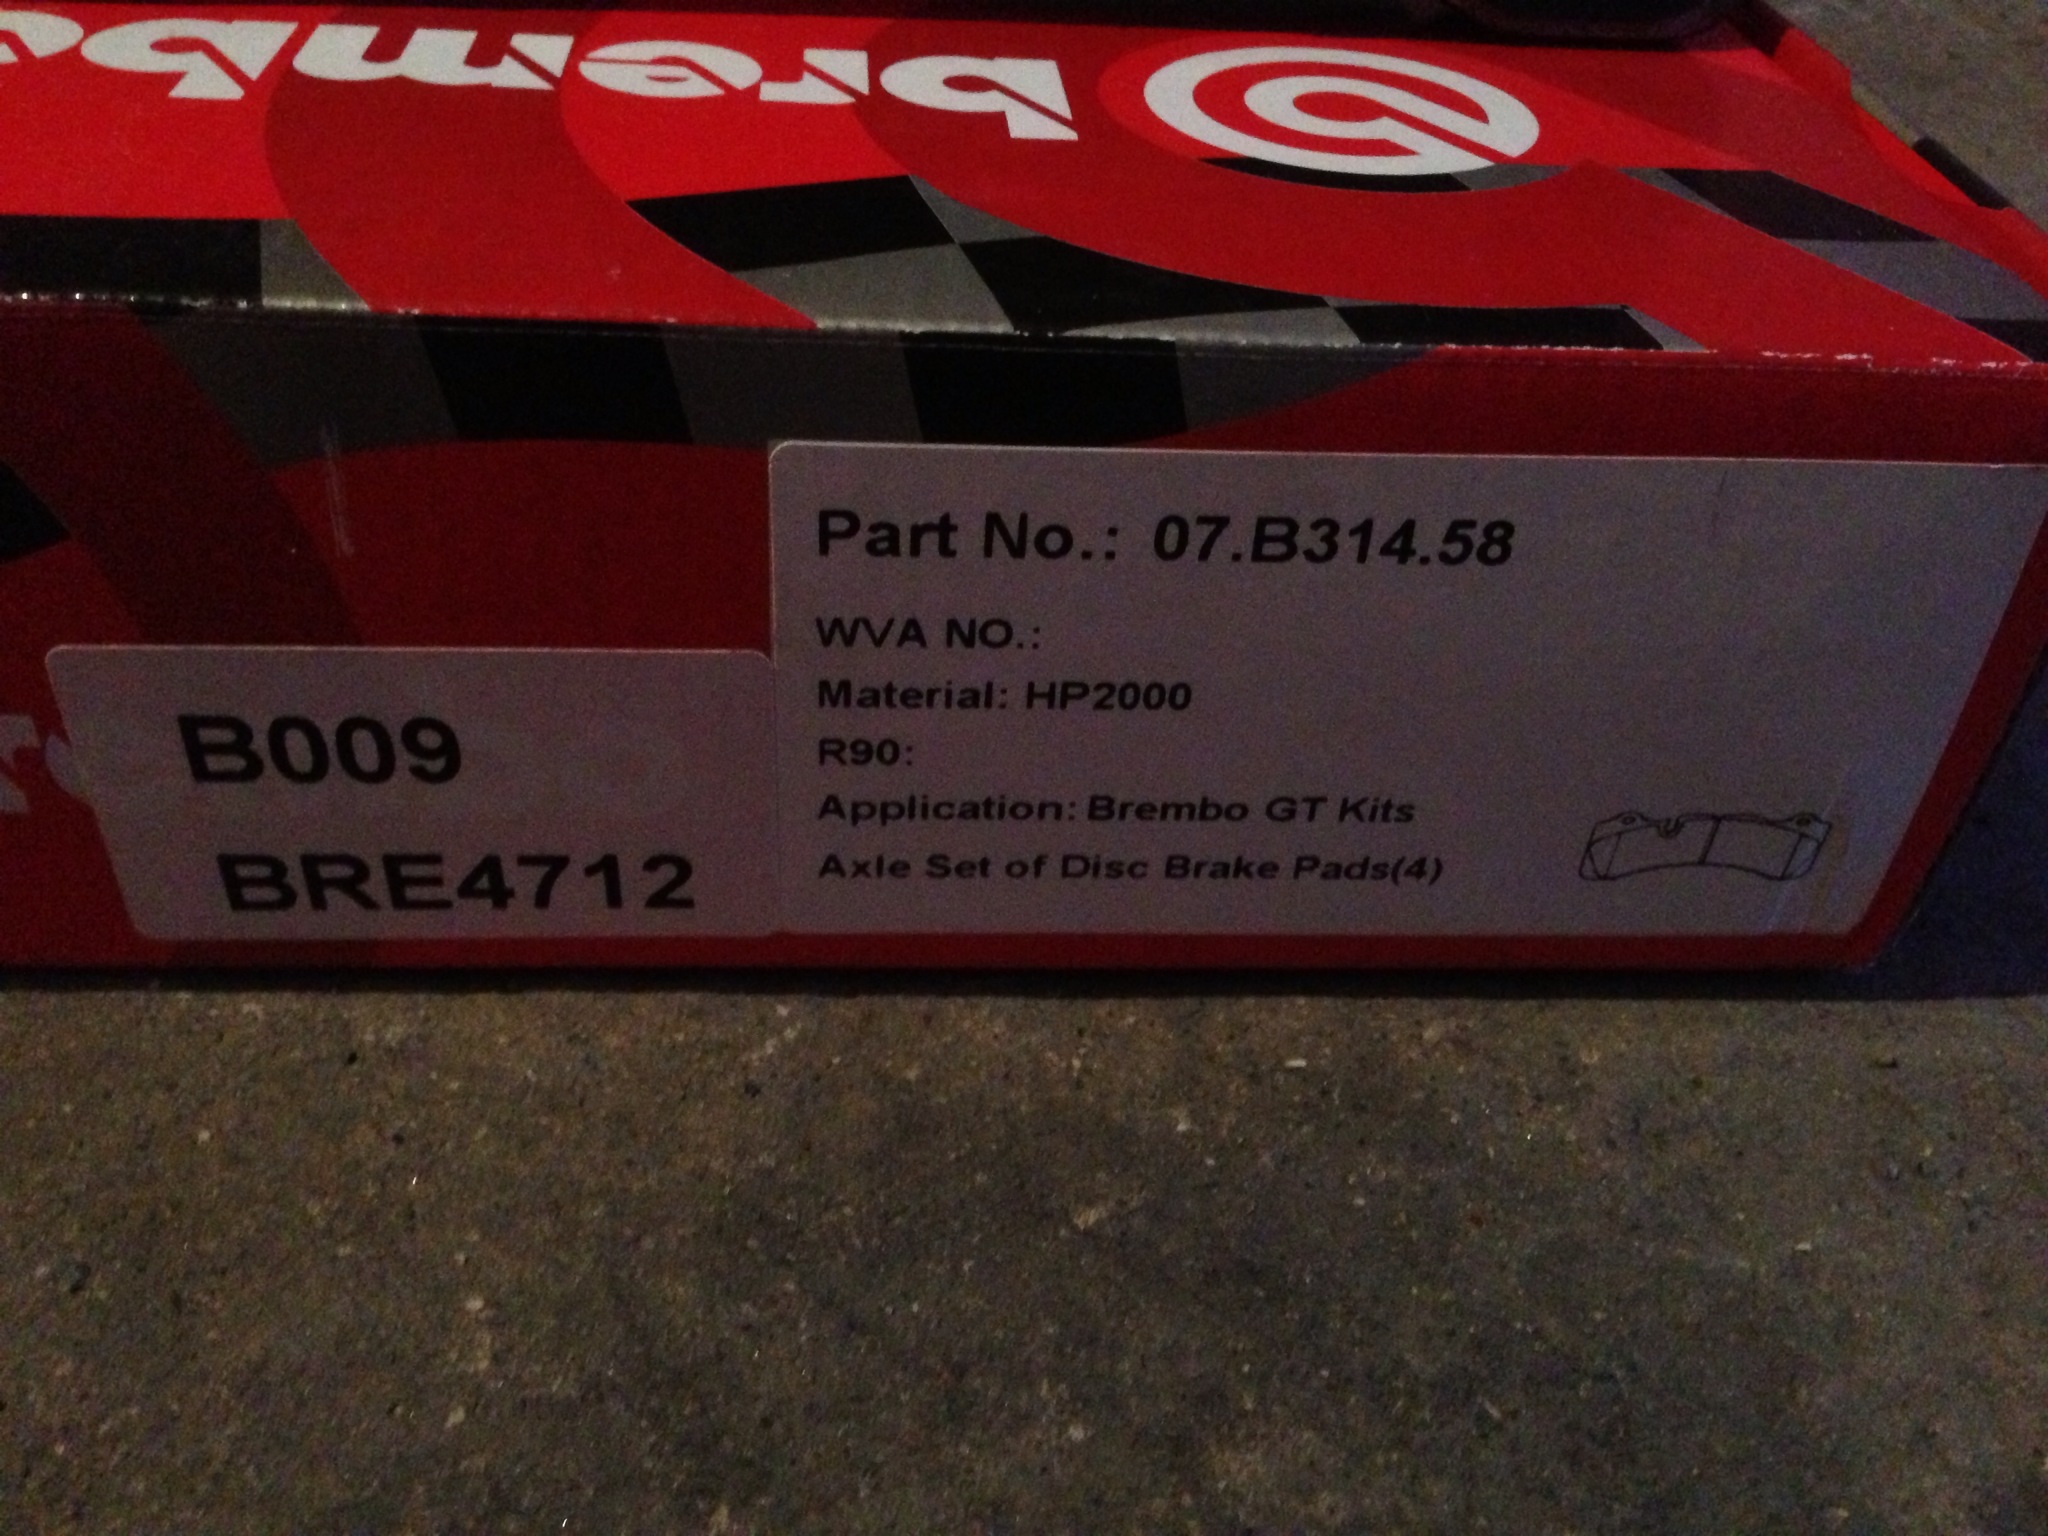 brembo
Part No.: 07.B314.58
WVA NO.:
Material: HP2000
R90:
Application: Brembo GT Kits
Axle Set of Disc Brake Pads(4)
B009
BRE4712